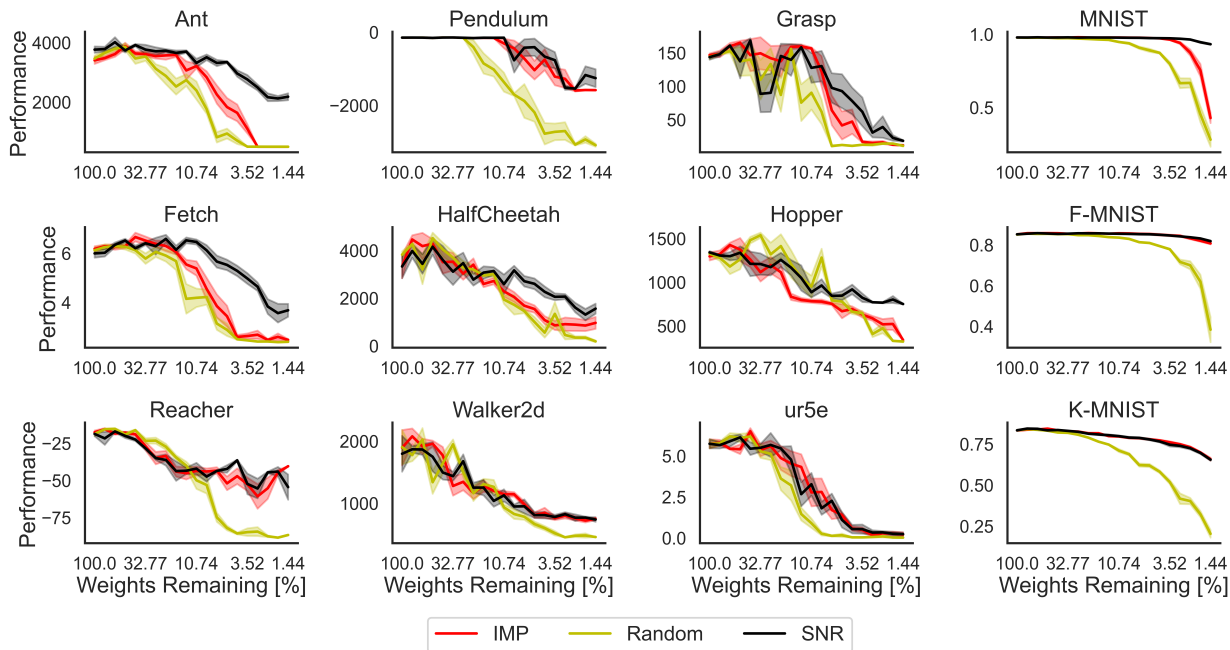 Ant
Pendulum
Grasp
MNIST
Performance
4000
2000
0
−2000
150
100
50
1.0
0.5
100.0 32.77 10.74 3.52 1.44
100.0 32.77 10.74 3.52 1.44
100.0 32.77 10.74 3.52 1.44
100.0 32.77 10.74 3.52 1.44
Fetch
HalfCheetah
Hopper
F-MNIST
Performance
6
4
4000
2000
0
1500
1000
500
0.8
0.6
0.4
100.0 32.77 10.74 3.52 1.44
100.0 32.77 10.74 3.52 1.44
100.0 32.77 10.74 3.52 1.44
100.0 32.77 10.74 3.52 1.44
Reacher
Walker2d
ur5e
K-MNIST
Performance
−25
−50
−75
2000
1000
5.0
2.5
0.0
0.75
0.50
0.25
100.0 32.77 10.74 3.52 1.44
100.0 32.77 10.74 3.52 1.44
100.0 32.77 10.74 3.52 1.44
100.0 32.77 10.74 3.52 1.44
Weights Remaining [%]
Weights Remaining [%]
Weights Remaining [%]
Weights Remaining [%]
IMP Random SNR